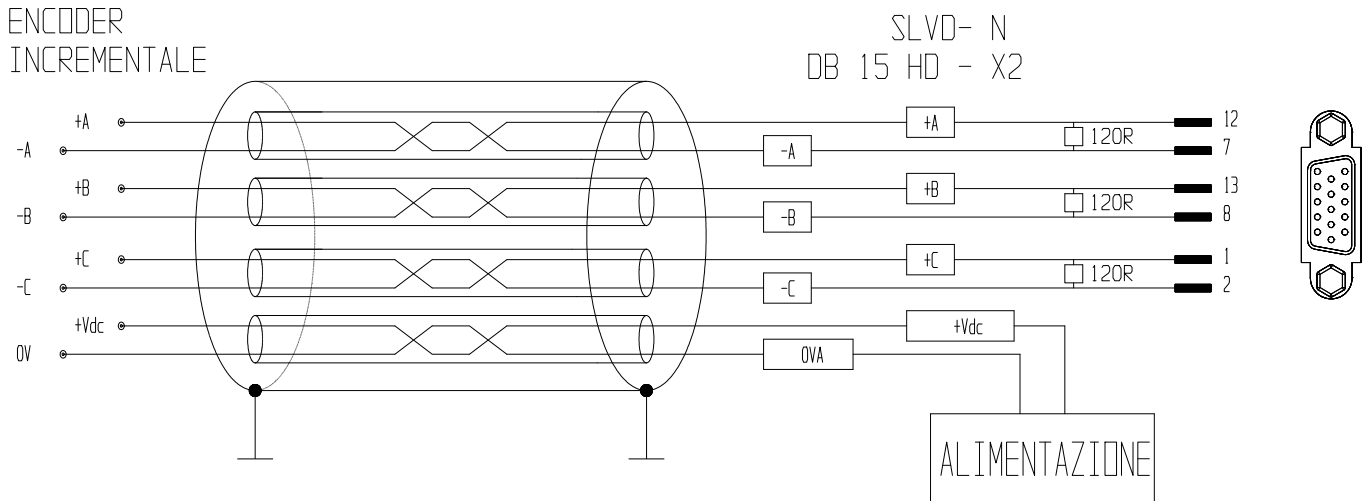 ENCODER
INCREMENTALE
SLVD- N
DB 15 HD - X2
+A
+A
12
120R
-A
-A
7
+B
+B
13
120R
-B
-B
8
+C
+C
1
120R
-C
-C
2
+Vdc
+Vdc
0V
0VA
ALIMENTAZIONE